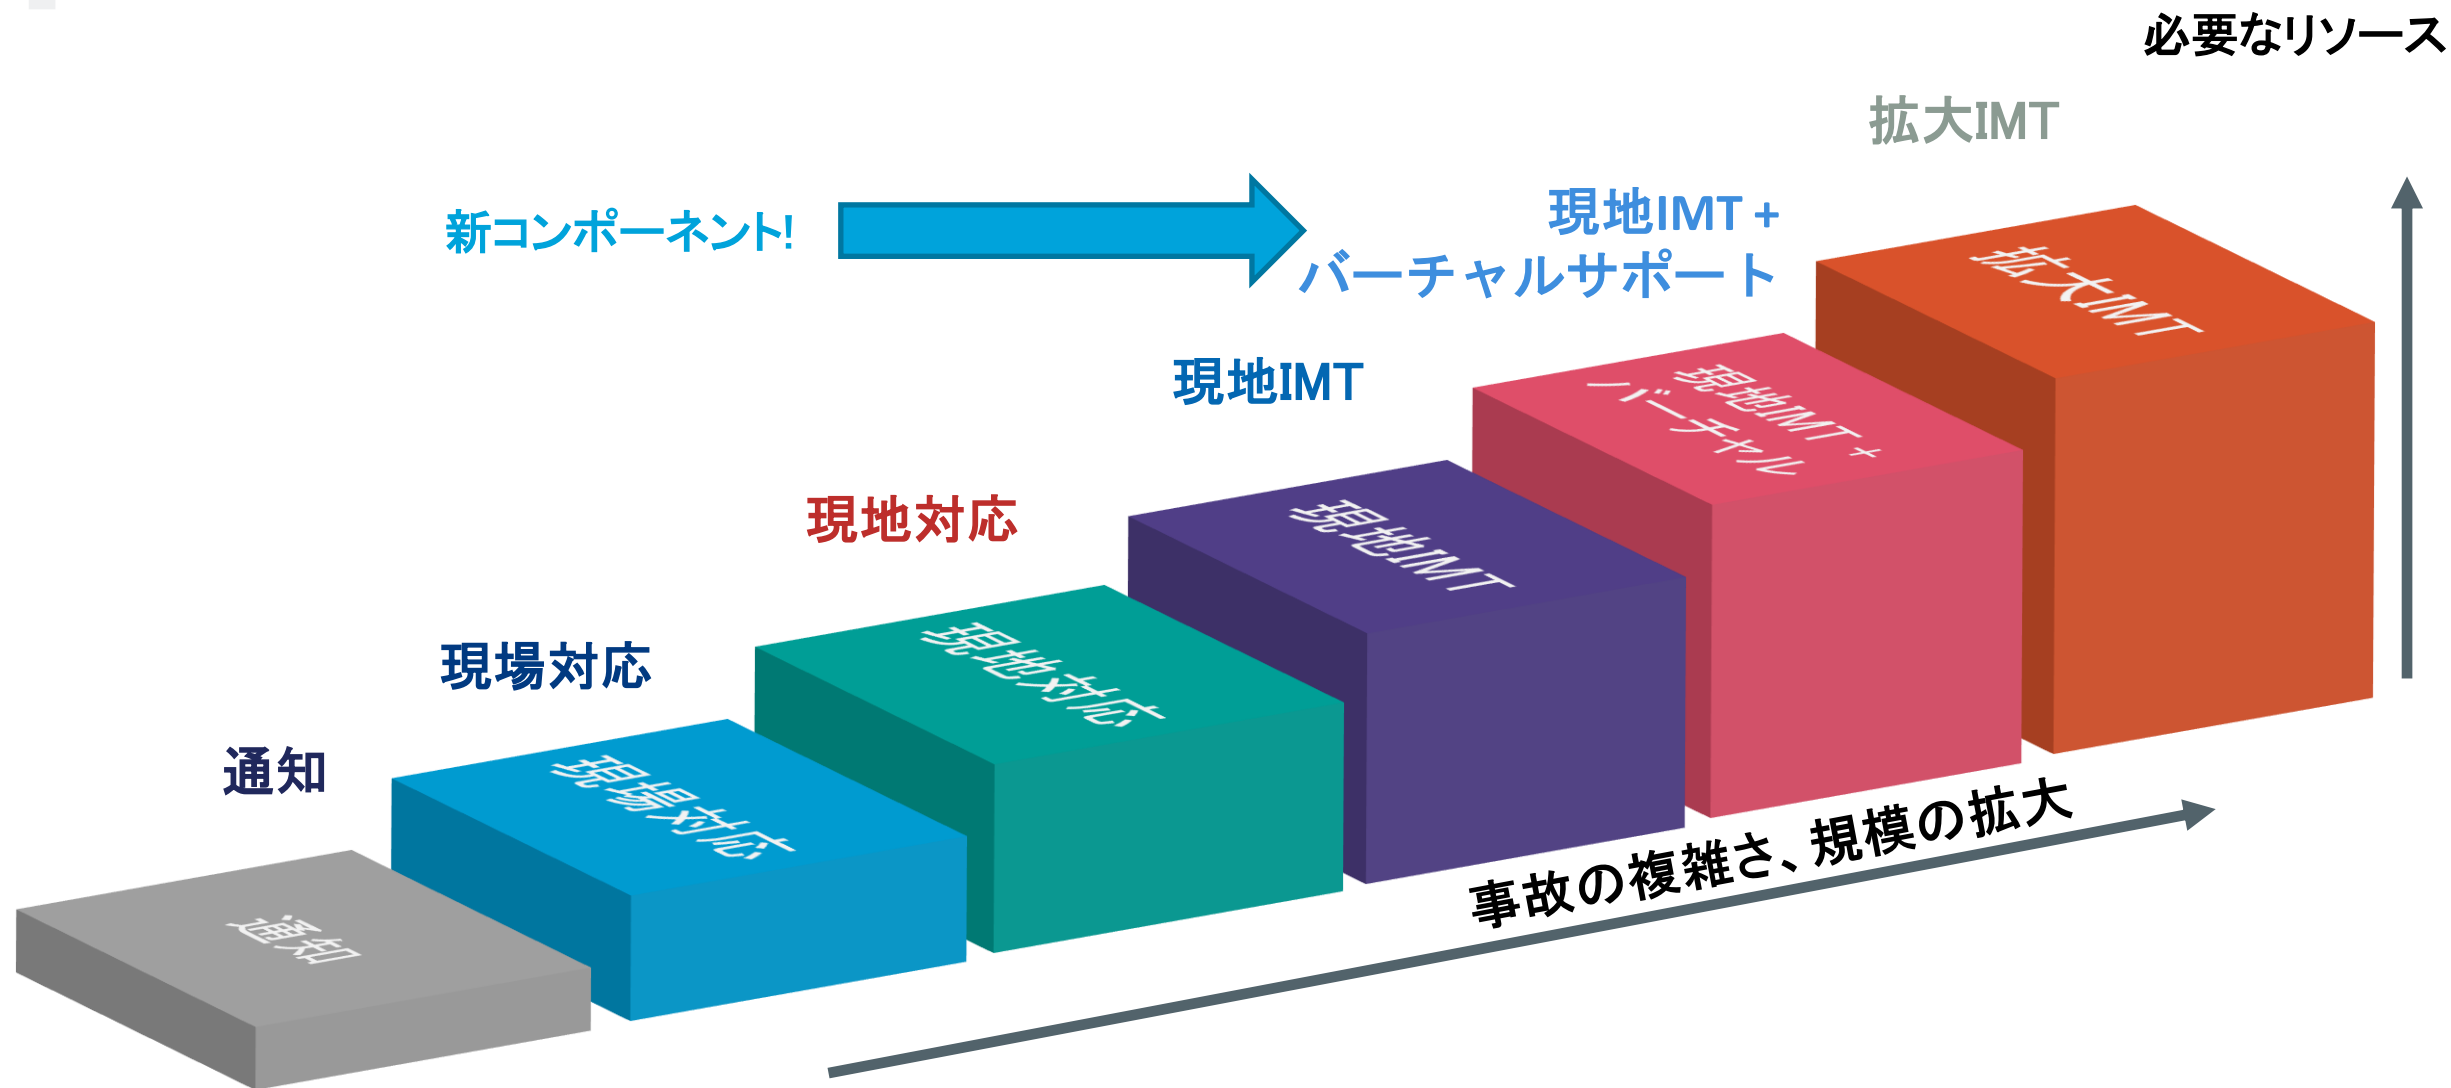 必要なリソース
拡大IMT
現地IMT +
バーチャルサポート
新コンポーネント!
現地IMT
現地対応
現場対応
通知
拡大IMT
現地IMT +
バーチャル
現地IMT
現地対応
現場対応
通知
事故の複雑さ、規模の拡大